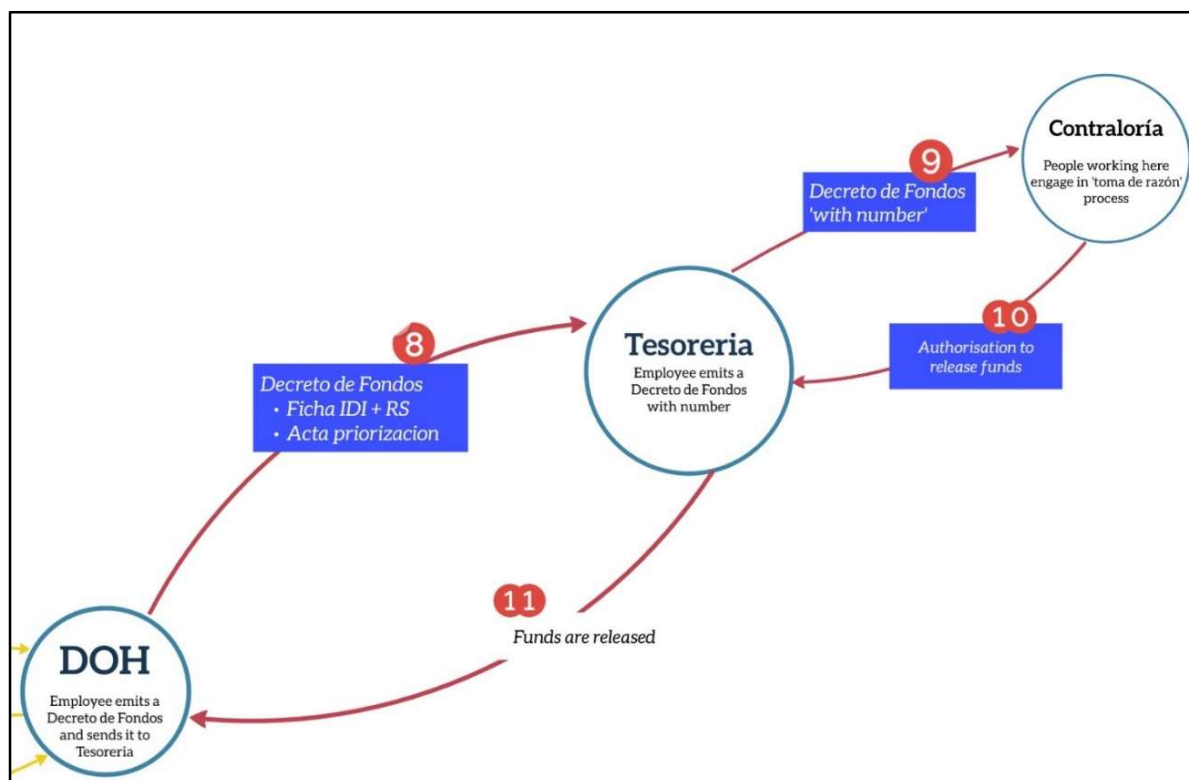 9
Contraloría
People working here
engage in 'toma de razón'
process
Decreto de Fondos
'with number'
8
Decreto de Fondos
• Ficha IDI + RS
• Acta priorizacion
Tesoreria
Employee emits a
Decreto de Fondos
with number
10
Authorisation to
release funds
11
Funds are released
DOH
Employee emits a
Decreto de Fondos
and sends it to
Tesoreria